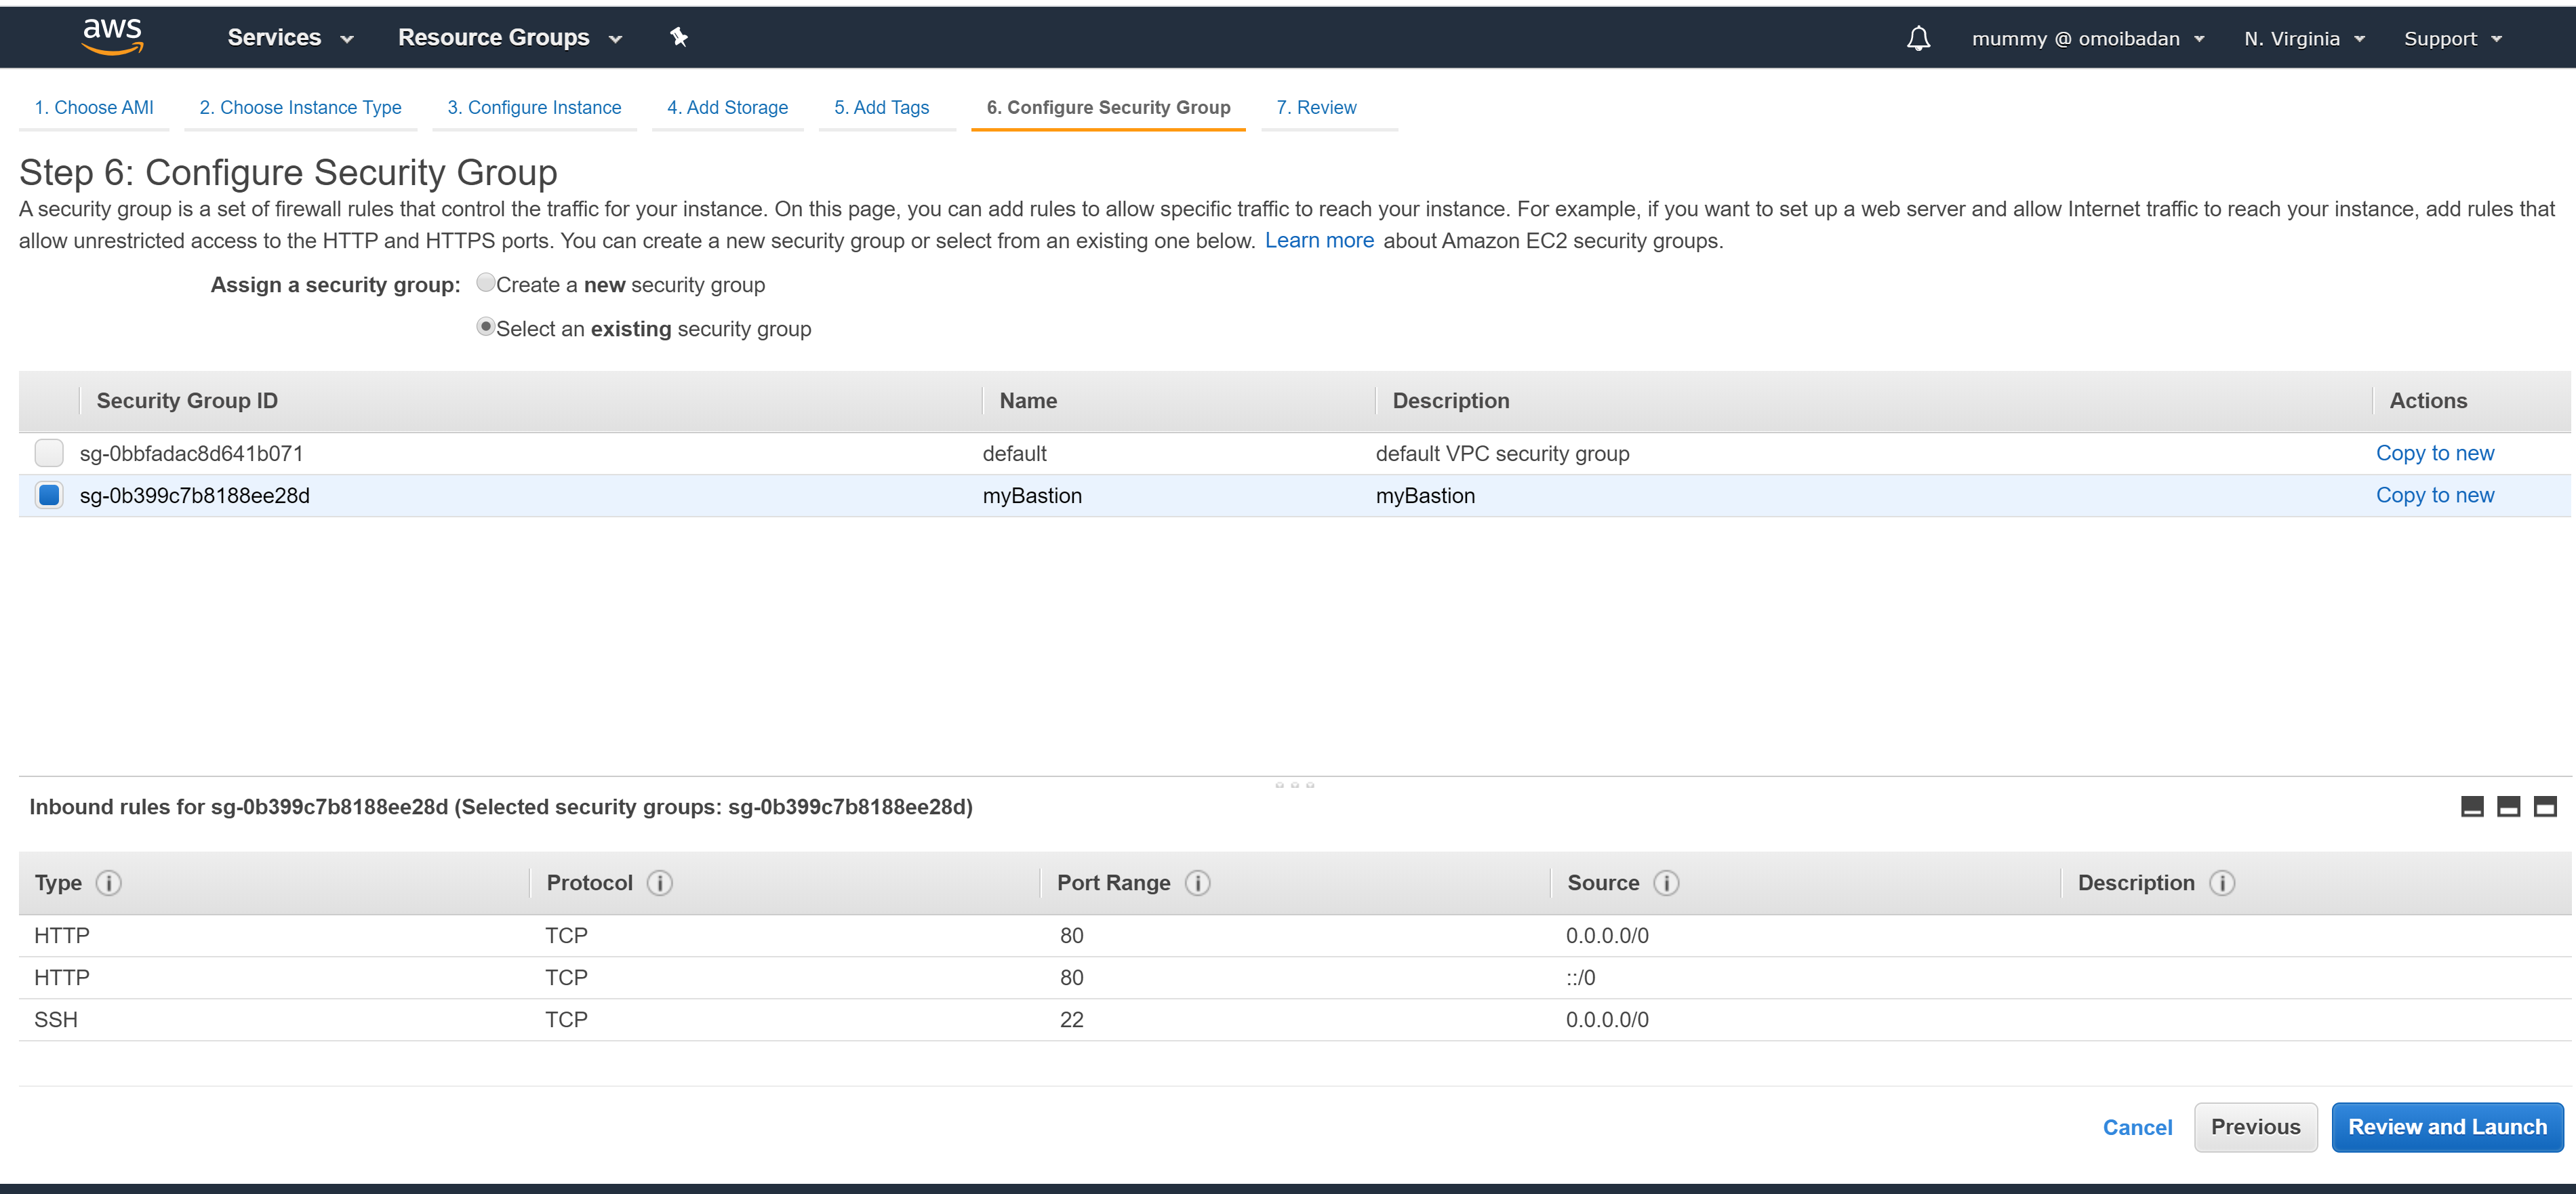 aws Services Resource Groups mummy @ omoibadan N. Virginia Support
1. Choose AMI 2. Choose Instance Type 3. Configure Instance 4. Add Storage 5. Add Tags 6. Configure Security Group 7. Review
Step 6: Configure Security Group
A security group is a set of firewall rules that control the traffic for your instance. On this page, you can add rules to allow specific traffic to reach your instance. For example, if you want to set up a web server and allow Internet traffic to reach your instance, add rules that
allow unrestricted access to the HTTP and HTTPS ports. You can create a new security group or select from an existing one below. Learn more about Amazon EC2 security groups.
Assign a security group: Create a new security group
Select an existing security group
Security Group ID Name Description Actions
sg-0bbfadac8d641b071 default default VPC security group Copy to new
sg-0b399c7b8188ee28d myBastion myBastion Copy to new
Inbound rules for sg-0b399c7b8188ee28d (Selected security groups: sg-0b399c7b8188ee28d)
Type i Protocol i Port Range i Source i Description i
HTTP TCP 80 0.0.0.0/0
HTTP TCP 80 ::/0
SSH TCP 22 0.0.0.0/0
Cancel Previous Review and Launch